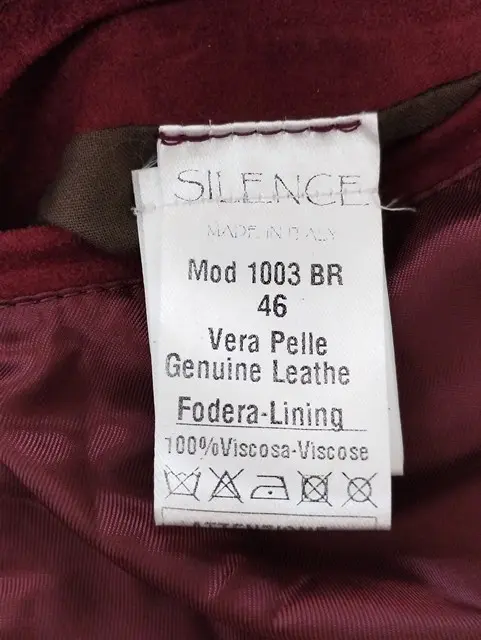 SILENCE
MADE IN ITALY
Mod 1003 BR
46
Vera Pelle
Genuine Leathe
Fodera-Lining
100%Viscosa-Viscose